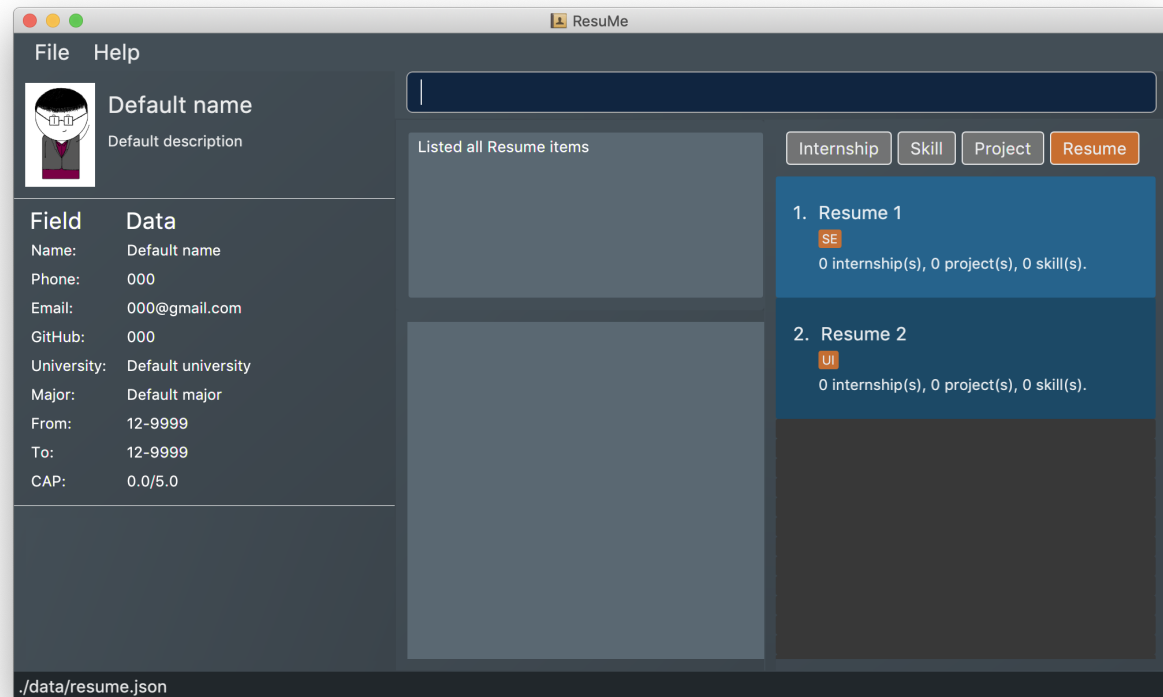 ResuMe
File Help
Default name
Default description
Field Data
Name: Default name
Phone: 000
Email: 000@gmail.com
GitHub: 000
University: Default university
Major: Default major
From: 12-9999
To: 12-9999
CAP: 0.0/5.0
Listed all Resume items
Internship Skill Project Resume
1. Resume 1
SE
0 internship(s), 0 project(s), 0 skill(s).
2. Resume 2
UI
0 internship(s), 0 project(s), 0 skill(s).
./data/resume.json